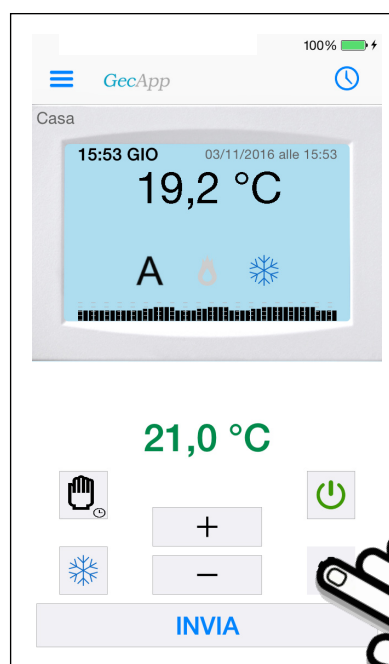 100%
GecApp
Casa
15:53 GIO 03/11/2016 alle 15:53
19,2 °C
A
21,0 °C
+
–
INVIA